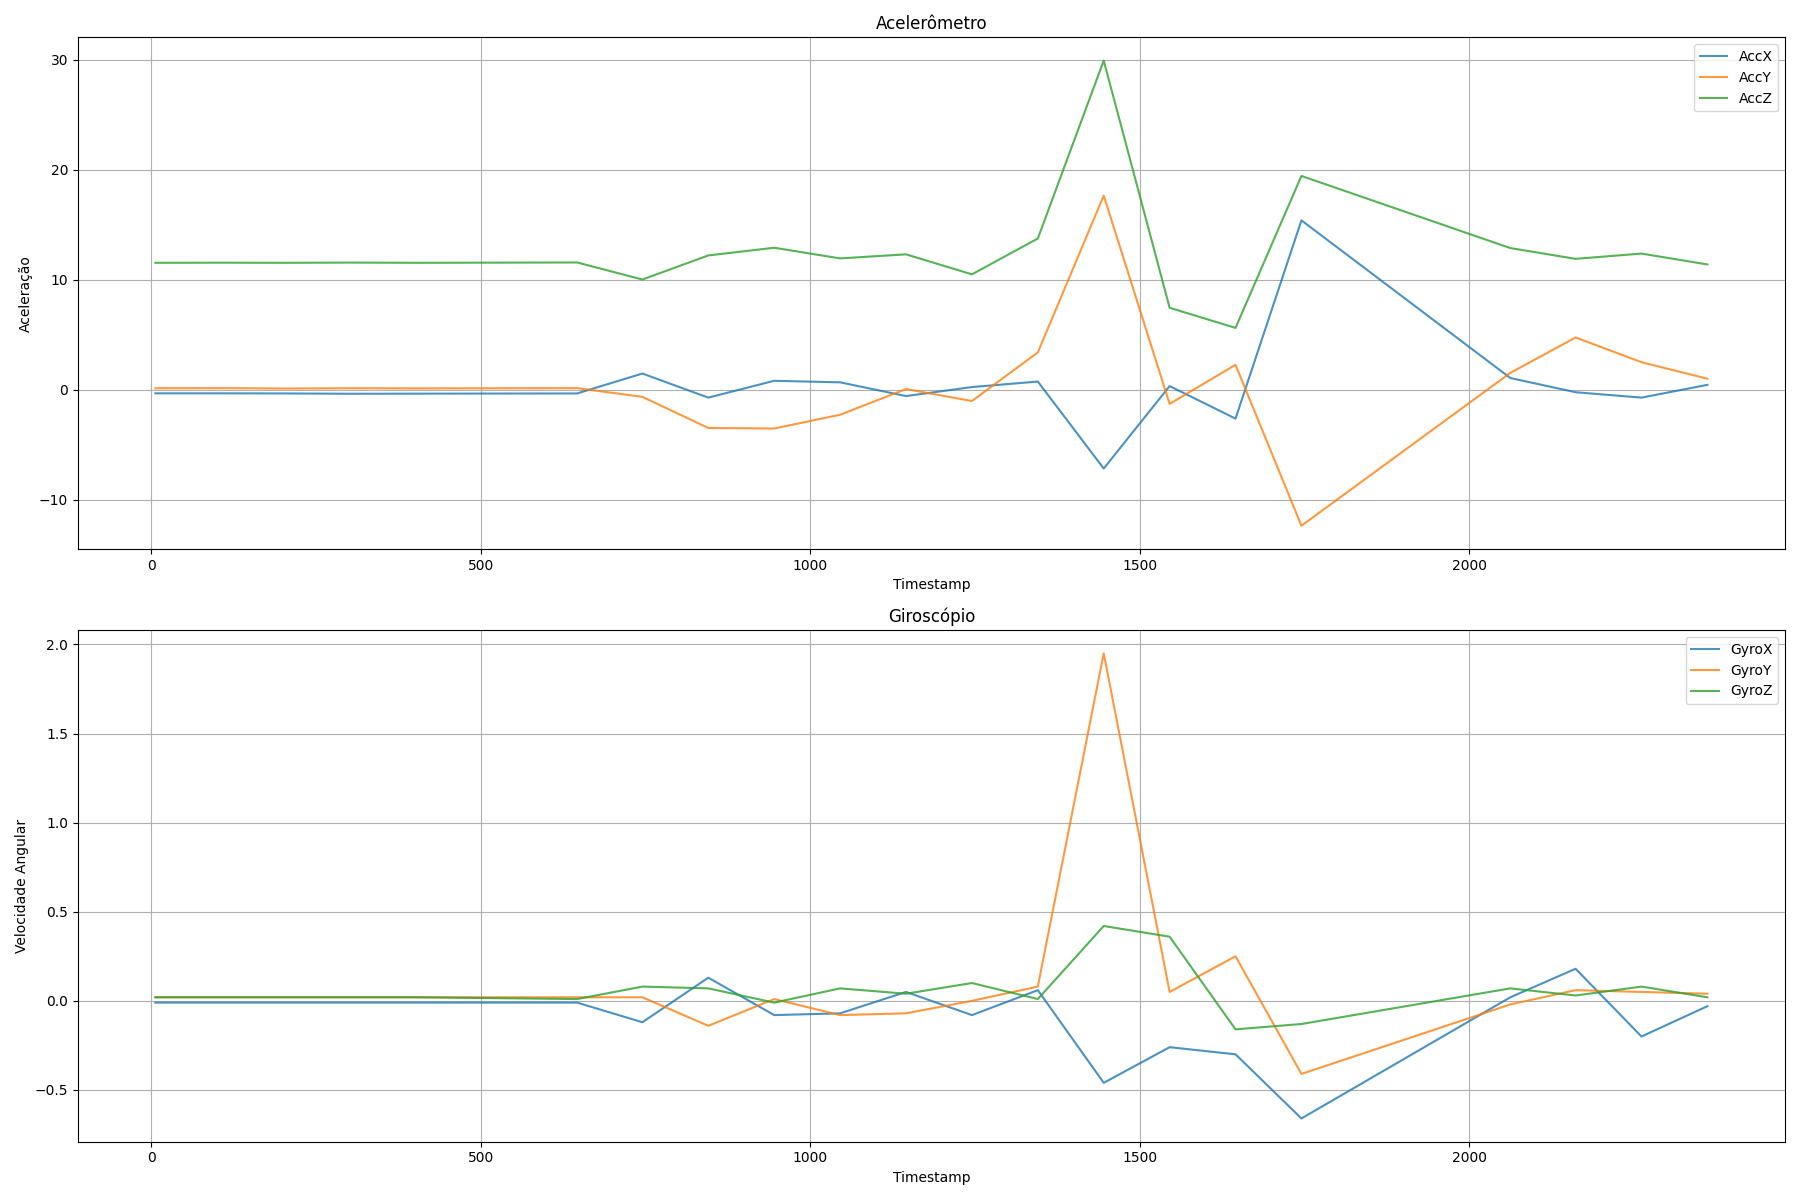 Acelerômetro
30
20
10
0
−10
Aceleração
AccX
AccY
AccZ
0 500 1000 1500 2000
Timestamp
Giroscópio
2.0
1.5
1.0
0.5
0.0
−0.5
Velocidade Angular
GyroX
GyroY
GyroZ
0 500 1000 1500 2000
Timestamp